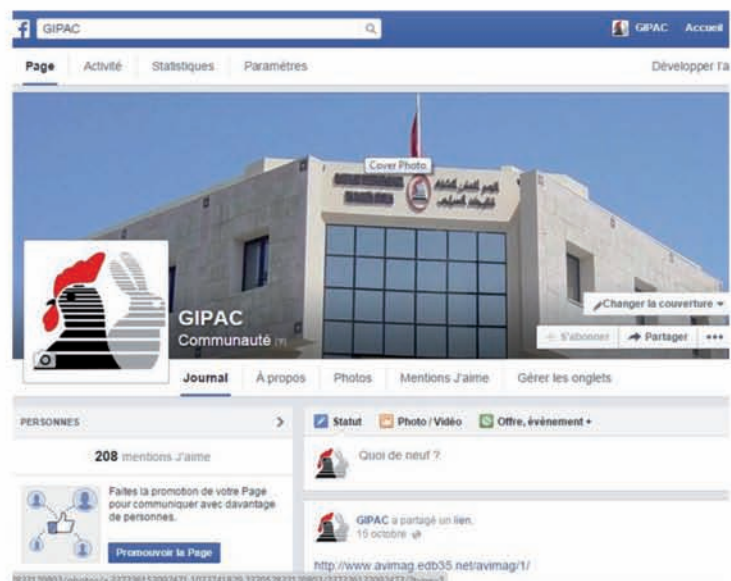 f GIPAC
GIPAC Accueil
Page Activité Statistiques Paramètres
Développer l'a
Cover Photo
GIPAC
Communauté [?]
Changer la couverture
S'abonner Partager •••
Journal À propos Photos Mentions J'aime Gérer les onglets
PERSONNES >
208 mentions J'aime
Faites la promotion de votre Page
pour communiquer avec davantage
de personnes.
Promouvoir la Page
Statut Photo / Vidéo Offre, évènement +
Quoi de neuf ?
GIPAC a partagé un lien.
15 octobre
http://www.avimag.edb35.net/avimag/1/